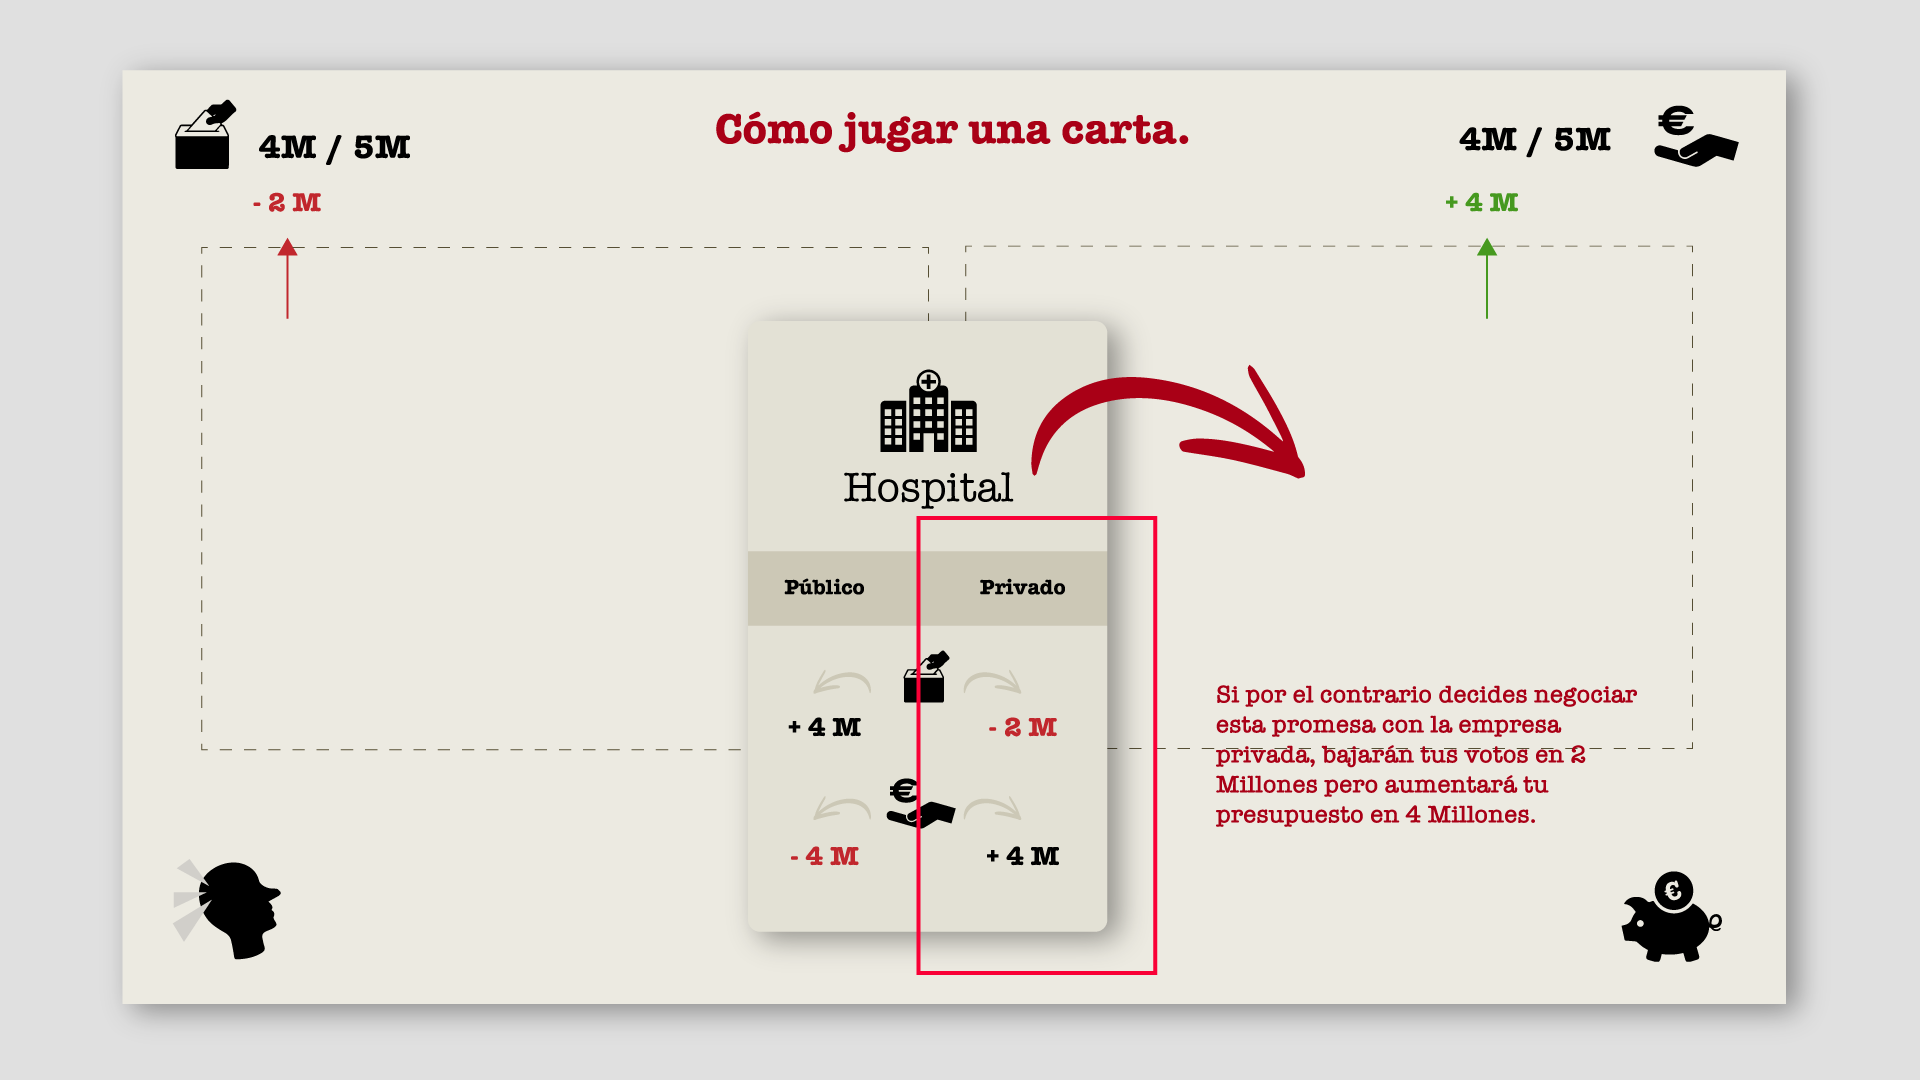 Cómo jugar una carta.
4M / 5M
4M / 5M
€
- 2 M
+ 4 M
Hospital
Público
Privado
+ 4 M
- 2 M
€
- 4 M
+ 4 M
Si por el contrario decides negociar
esta promesa con la empresa
privada, bajarán tus votos en 2
Millones pero aumentará tu
presupuesto en 4 Millones.
€